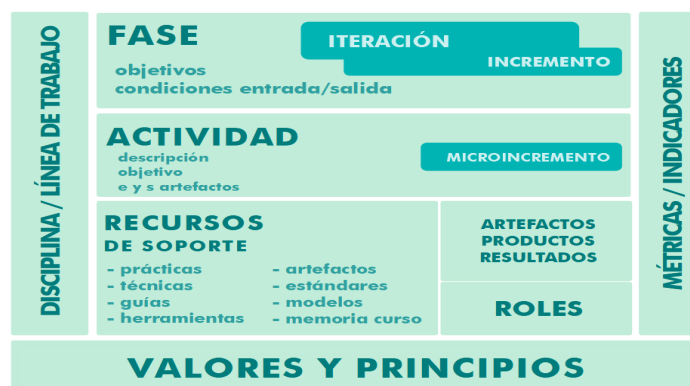 DISCIPLINA / LÍNEA DE TRABAJO
FASE
ITERACIÓN
INCREMENTO
objetivos
condiciones entrada/salida
ACTIVIDAD
descripción
objetivo
e y s artefactos
MICROINCREMENTO
RECURSOS
DE SOPORTE
- prácticas
- técnicas
- guías
- herramientas
- artefactos
- estándares
- modelos
- memoria curso
ARTEFACTOS
PRODUCTOS
RESULTADOS
ROLES
MÉTRICAS / INDICADORES
VALORES Y PRINCIPIOS